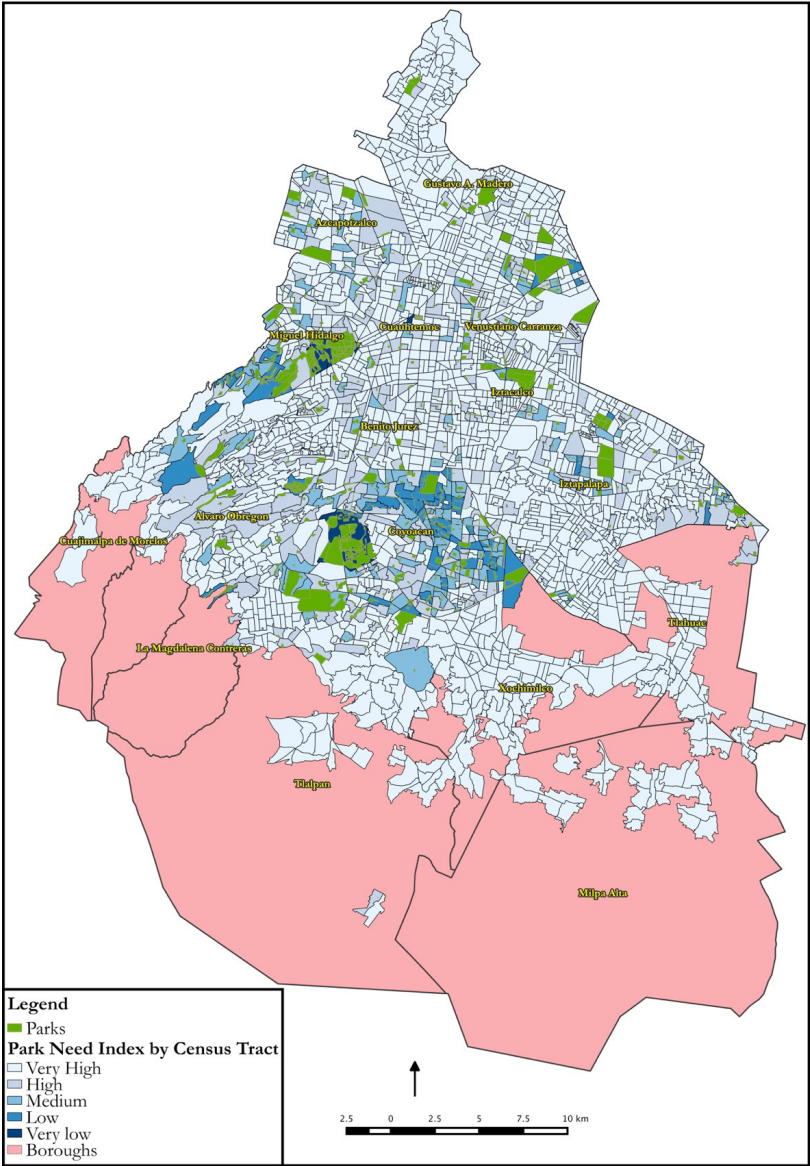 Gustavo A. Madero
Azcapotzalco
Miguel Hidalgo
Cuauhtemoc
Venustiano Carranza
Iztacalco
Benito Jurez
Iztapalapa
Alvaro Obregon
Coyoacan
Cuajimalpa de Morelos
Tlahuac
La Magdalena Contreras
Xochimilco
Tlalpan
Milpa Alta
Legend
Parks
Park Need Index by Census Tract
Very High
High
Medium
Low
Very low
Boroughs
2.5 0 2.5 5 7.5 10 km